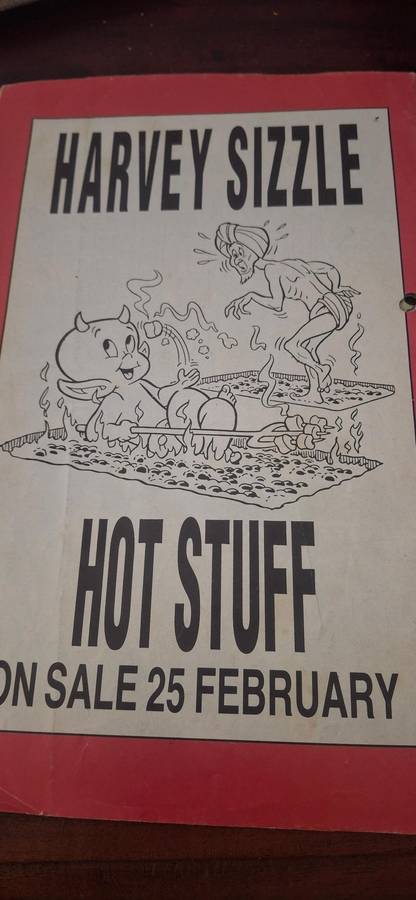 HARVEY SIZZLE
HOT STUFF
ON SALE 25 FEBRUARY